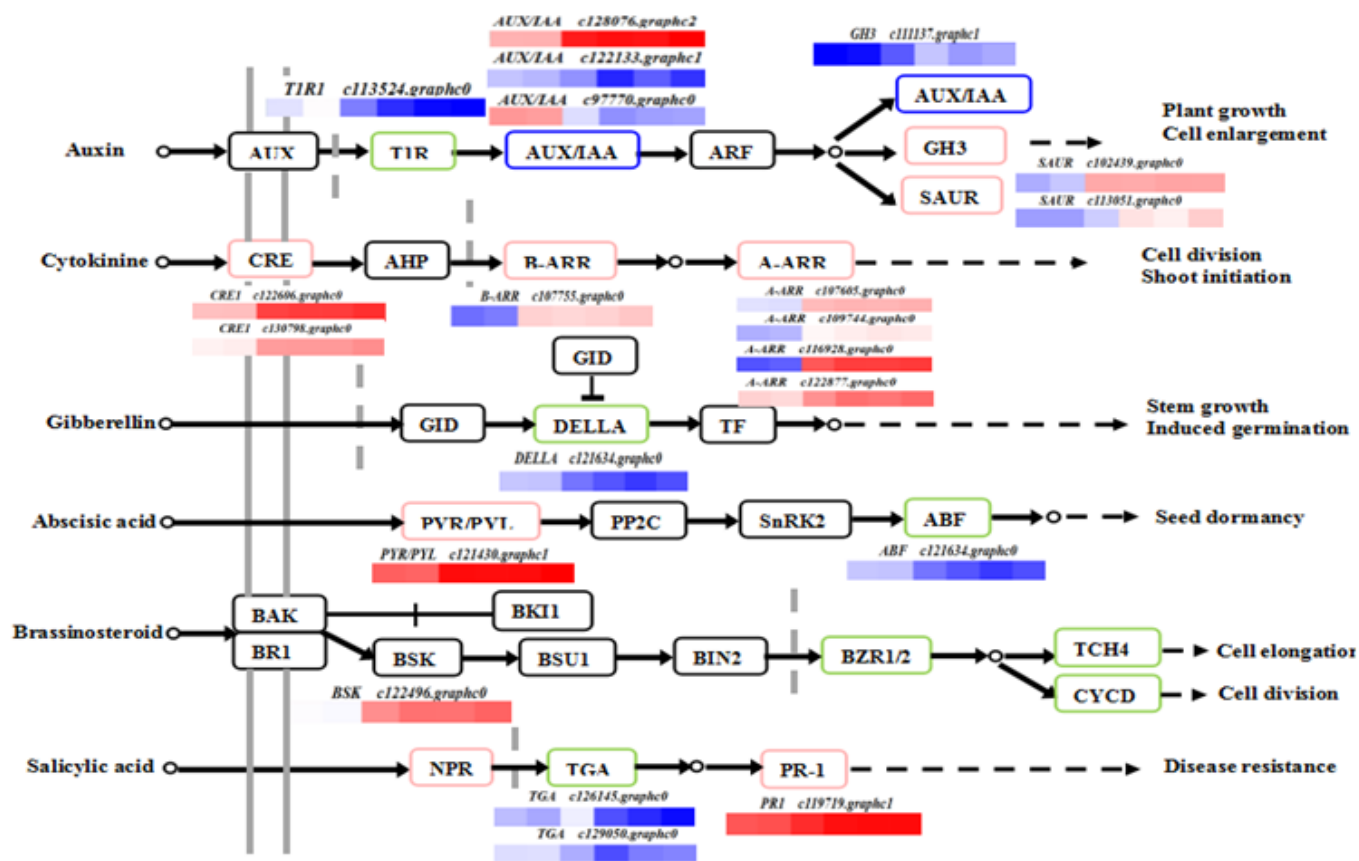 AUX/IAA c128076.graphc2
GH3 c111137.graphc1
AUX/IAA c122133.graphc1
T1R1 c113524.graphc0
AUX/IAA c97770.graphc0
AUX/IAA
Plant growth
Cell enlargement
Auxin
AUX
T1R
AUX/IAA
ARF
GH3
SAUR c102439.graphc0
SAUR
SAUR c113051.graphc0
Cytokinine
CRE
AHP
B-ARR
A-ARR
Cell division
Shoot initiation
CRE1 c122606.graphc0
B-ARR c107755.graphc0
A-ARR c107605.graphc0
CRE1 c130798.graphc0
A-ARR c109744.graphc0
A-ARR c116928.graphc0
GID
A-ARR c122877.graphc0
Gibberellin
GID
DELLA
TF
Stem growth
Induced germination
DELLA c121634.graphc0
Abscisic acid
PYR/PYL
PP2C
SnRK2
ABF
Seed dormancy
PYR/PYL c121430.graphc1
ABF c121634.graphc0
BAK
BKI1
Brassinosteroid
BR1
BSK
BSU1
BIN2
BZR1/2
TCH4
Cell elongation
CYCD
Cell division
BSK c122496.graphc0
Salicylic acid
NPR
TGA
PR-1
Disease resistance
TGA c126145.graphc0
PR1 c119719.graphc1
TGA c129050.graphc0